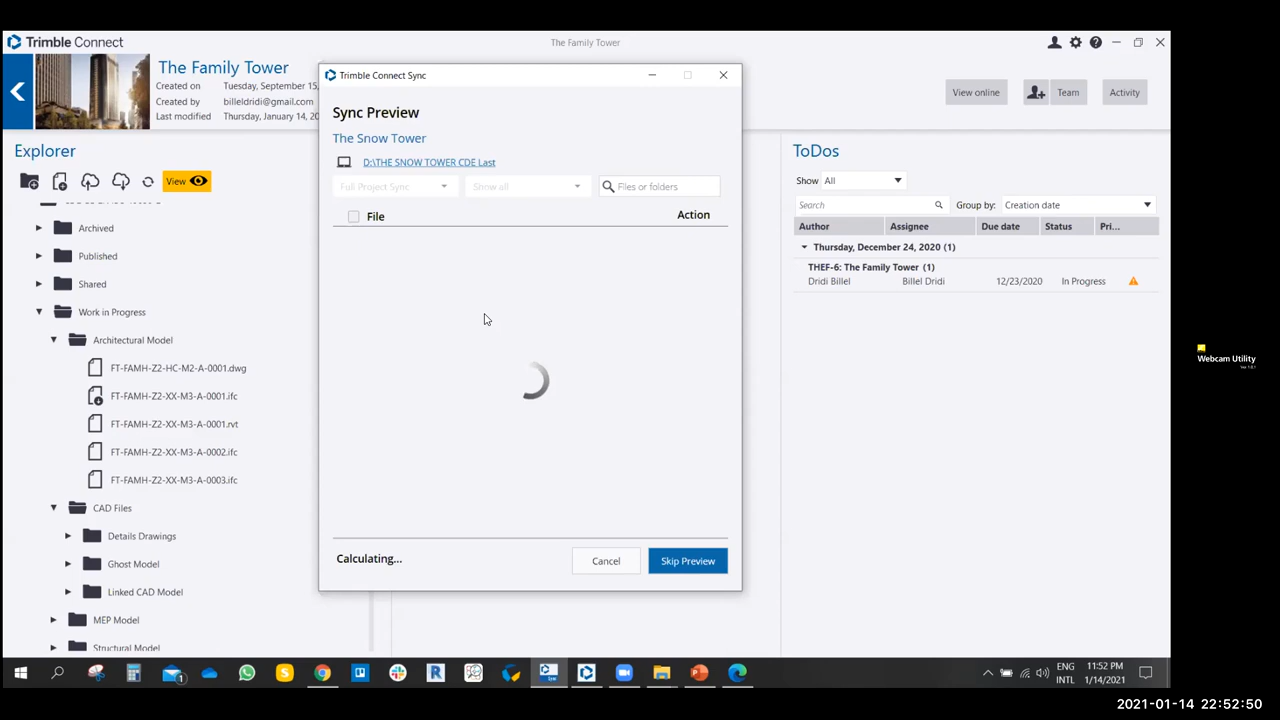 Trimble Connect
The Family Tower
The Family Tower
Created on Tuesday, September 15,
Created by billeldridi@gmail.com
Last modified Thursday, January 14, 20
View online
Team
Activity
Explorer
View
Archived
Published
Shared
Work in Progress
Architectural Model
FT-FAMH-Z2-HC-M2-A-0001.dwg
FT-FAMH-Z2-XX-M3-A-0001.ifc
FT-FAMH-Z2-XX-M3-A-0001.rvt
FT-FAMH-Z2-XX-M3-A-0002.ifc
FT-FAMH-Z2-XX-M3-A-0003.ifc
CAD Files
Details Drawings
Ghost Model
Linked CAD Model
MEP Model
Structural Model
Trimble Connect Sync
Sync Preview
The Snow Tower
D:\THE SNOW TOWER CDE Last
Full Project Sync Show all Files or folders
File Action
Calculating...
Cancel Skip Preview
ToDos
Show All
Search Group by: Creation date
Author Assignee Due date Status Pri...
Thursday, December 24, 2020 (1)
THEF-6: The Family Tower (1)
Dridi Billel Billel Dridi 12/23/2020 In Progress
Webcam Utility
1
ENG 11:52 PM
INTL 1/14/2021
2021-01-14 22:52:50